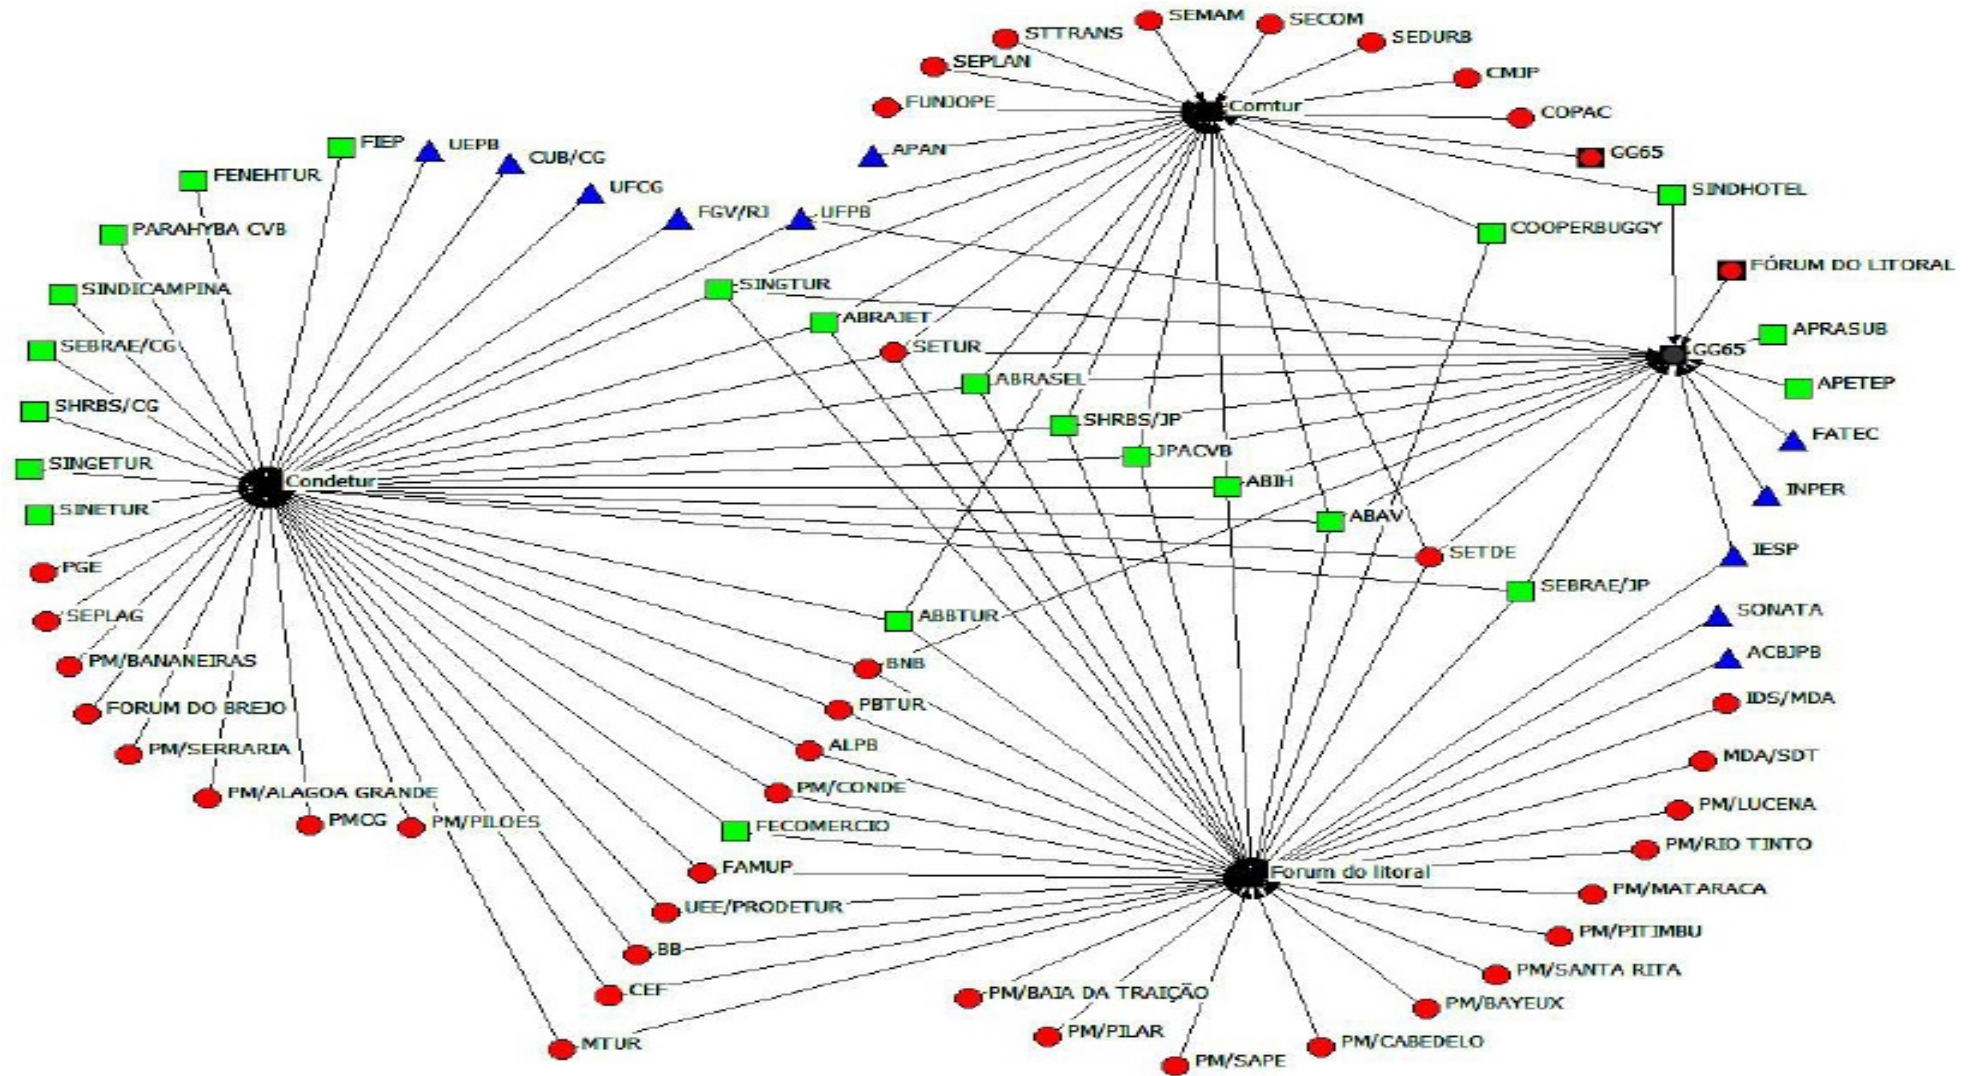 SEMAM
SECOM
STTRANS
SEDURB
SEPLAN
CMJP
FUNJOPE
Comtur
COPAC
FIEP
UEPB
CUB/CG
APAN
GG65
FENEHTUR
UFCG
SINDHOTEL
PARAHYBA CVB
FGV/RJ
UFPB
COOPERBUGGY
FÓRUM DO LITORAL
SINDICAMPINA
SINGTUR
ABRAJET
APRASUB
SEBRAE/CG
SETUR
GG65
ABRASEL
APETEP
SHRBS/CG
SHRBS/JP
FATEC
JPACVB
SINGETUR
Condetur
ABIH
INPER
SINETUR
ABAV
SETDE
IESP
PGE
SEBRAE/JP
SEPLAG
ABBTUR
SONATA
PM/BANANEIRAS
BNB
ACBJPB
FORUM DO BREJO
PBTUR
IDS/MDA
PM/SERRARIA
ALPB
MDA/SDT
PM/ALAGOA GRANDE
PM/CONDE
PM/LUCENA
PMCG
PM/PILOES
FECOMERCIO
PM/RIO TINTO
FAMUP
Forum do litoral
PM/MATARACA
UEE/PRODETUR
PM/PITIMBU
BB
PM/SANTA RITA
CEF
PM/BAIA DA TRAIÇÃO
PM/BAYEUX
MTUR
PM/PILAR
PM/CABEDELO
PM/SAPE